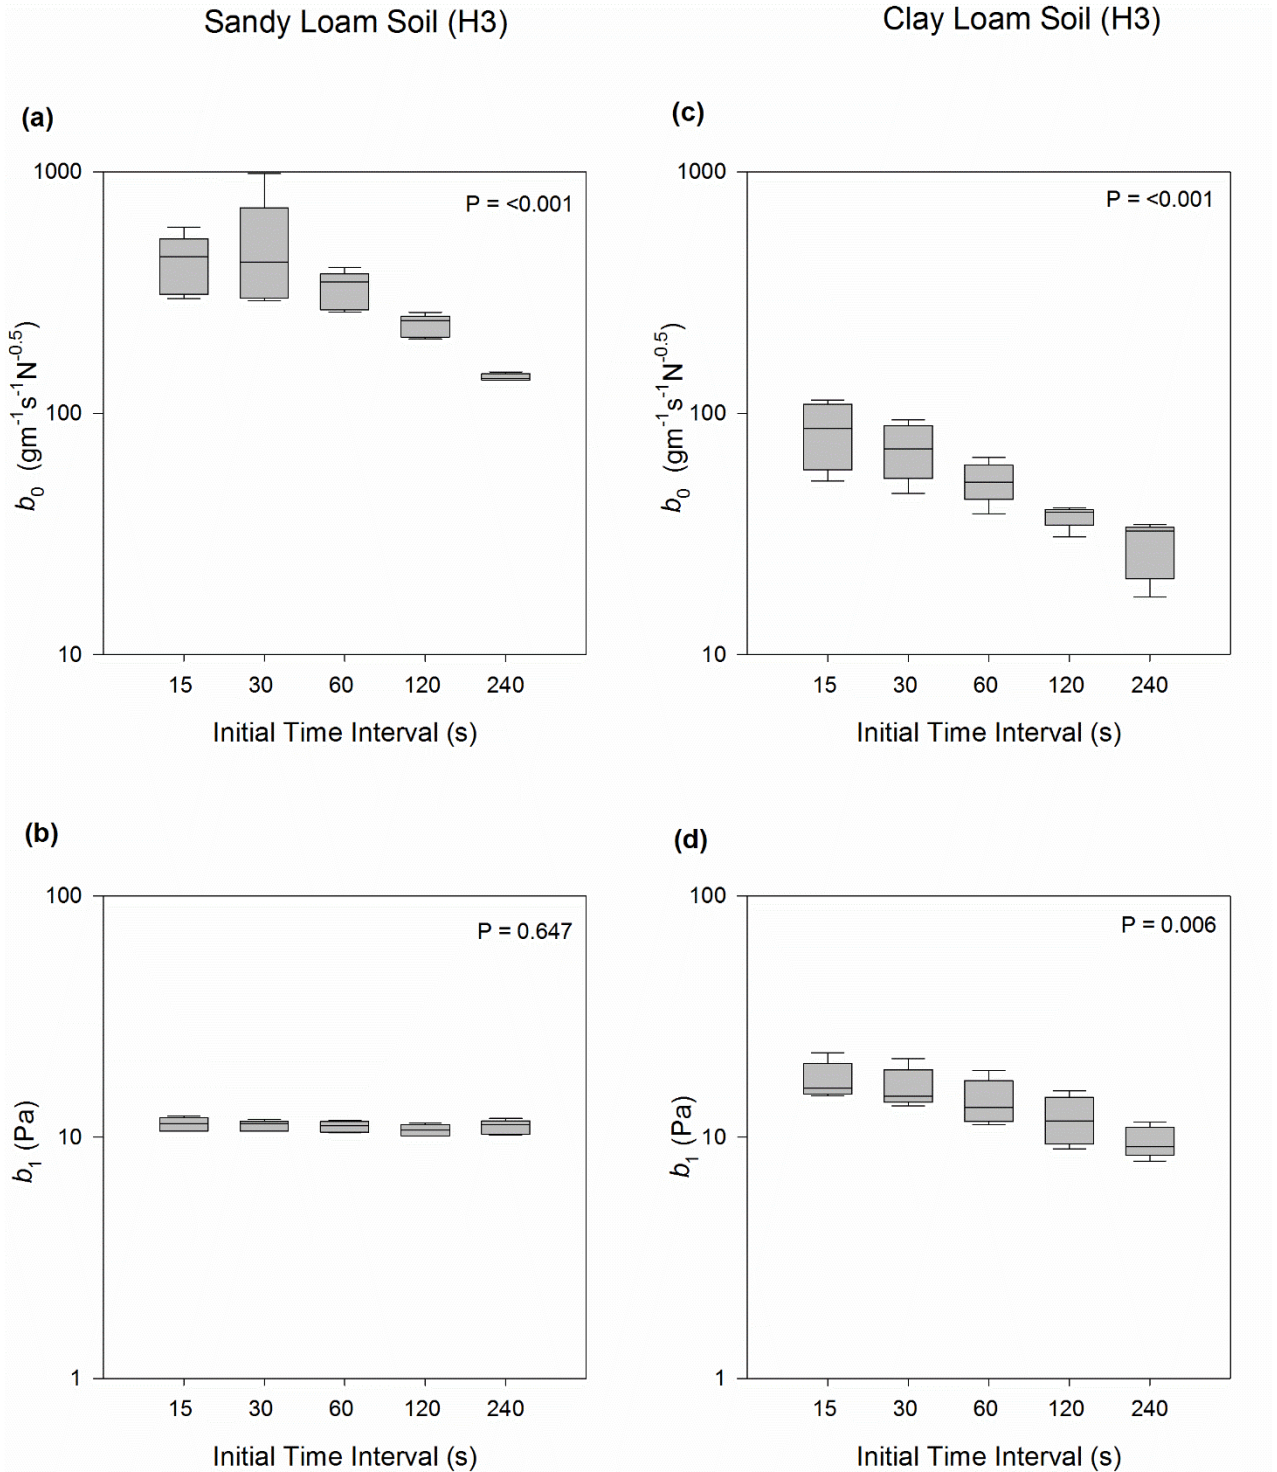 Sandy Loam Soil (H3)
Clay Loam Soil (H3)
(a)
1000
100
10
b0 (gm-1s-1N-0.5)
P = <0.001
15 30 60 120 240
Initial Time Interval (s)
(c)
1000
100
10
b0 (gm-1s-1N-0.5)
P = <0.001
15 30 60 120 240
Initial Time Interval (s)
(b)
100
10
1
b1 (Pa)
P = 0.647
15 30 60 120 240
Initial Time Interval (s)
(d)
100
10
1
b1 (Pa)
P = 0.006
15 30 60 120 240
Initial Time Interval (s)